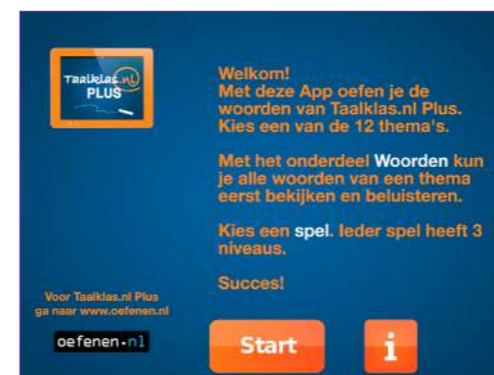 Taalklas.nl
PLUS
Welkom!
Met deze App oefen je de
woorden van Taalklas.nl Plus.
Kies een van de 12 thema's.
Met het onderdeel Woorden kun
je alle woorden van een thema
eerst bekijken en beluisteren.
Kies een spel. Ieder spel heeft 3
niveaus.
Succes!
Voor Taalklas.nl Plus
ga naar www.oefenen.nl
oefenen.nl
Start
i